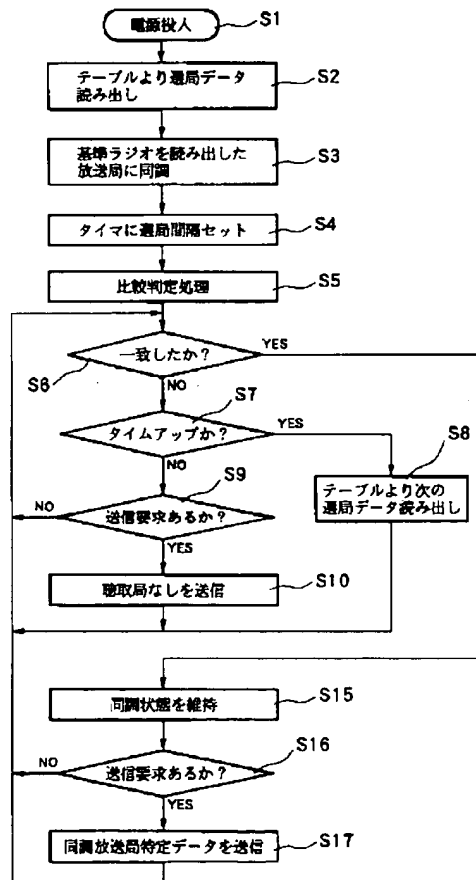 電源投入
S1
テーブルより選局データ
読み出し
S2
基準ラジオを読み出した
放送局に同調
S3
タイマに選局間隔セット
S4
比較判定処理
S5
一致したか？
YES
S6
NO
S7
タイムアップか？
YES
NO
S8
テーブルより次の
選局データ読み出し
S9
NO
送信要求あるか？
YES
聴取局なしを送信
S10
同調状態を維持
S15
S16
NO
送信要求あるか？
YES
同調放送局特定データを送信
S17